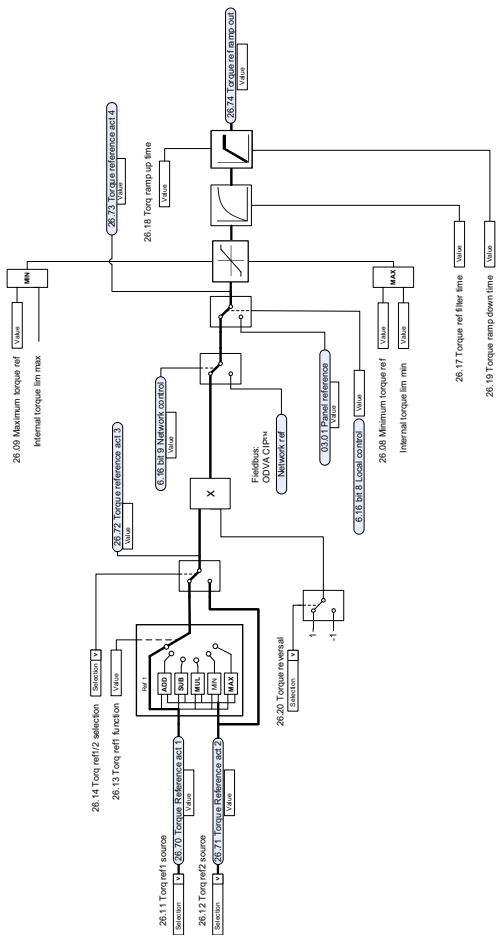 26.11 Torq ref1 source
Selection
v
26.70 Torque Reference act 1
Value
26.12 Torq ref2 source
Selection
v
26.71 Torque Reference act 2
Value
26.14 Torq ref1/2 selection
Selection
v
26.13 Torq ref1 function
Value
Ref 1
ADD
SUB
MUL
MIN
MAX
26.20 Torque reversal
Selection
v
1
-1
26.72 Torque reference act 3
Value
X
6.16 bit 9 Network control
Value
Fieldbus:
ODVA CIP™
Network ref
03.01 Panel reference
Value
6.16 bit 8 Local control
Value
26.73 Torque reference act 4
Value
26.09 Maximum torque ref
Value
Internal torque lim max
MIN
26.08 Minimum torque ref
Value
Internal torque lim min
Value
MAX
26.18 Torq ramp up time
Value
26.17 Torque ref filter time
Value
26.19 Torque ramp down time
Value
26.74 Torque ref ramp out
Value